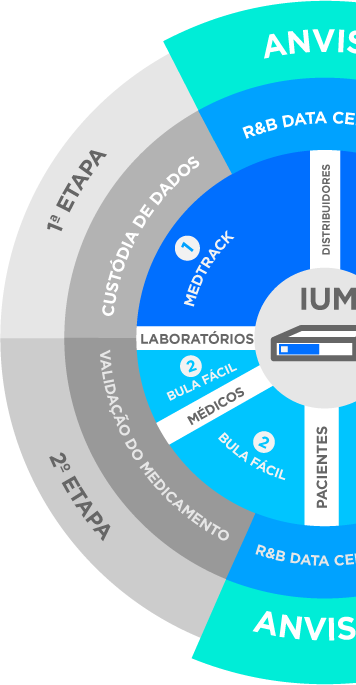 ANVIS
R&B DATA CE
1ª ETAPA
CUSTÓDIA DE DADOS
DISTRIBUIDORES
1
MEDTRACK
IUM
LABORATÓRIOS
2
BULA FÁCIL
MÉDICOS
2
BULA FÁCIL
PACIENTES
VALIDAÇÃO DO MEDICAMENTO
2º ETAPA
R&B DATA CE
ANVIS